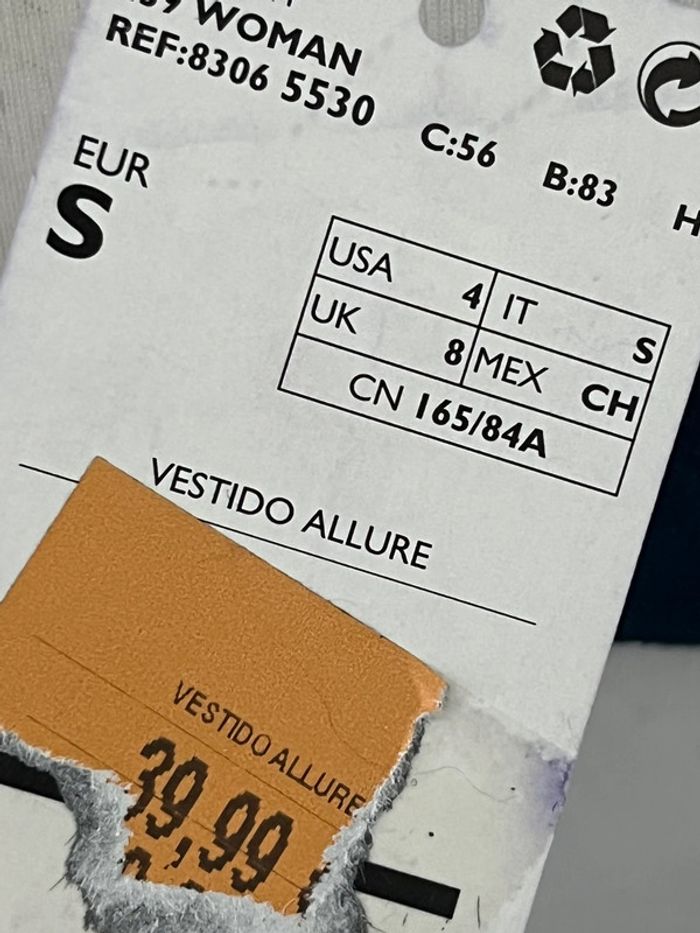 WOMAN
REF:8306 5530
C:56 B:83 H
EUR
S
USA 4 IT S
UK 8 MEX CH
CN 165/84A
VESTIDO ALLURE
VESTIDO ALLURE
39,99